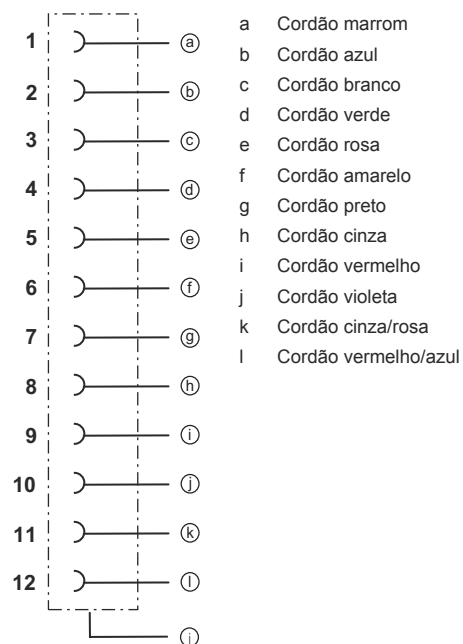 1 a
2 b
3 c
4 d
5 e
6 f
7 g
8 h
9 i
10 j
11 k
12 l
i
a Cordão marrom
b Cordão azul
c Cordão branco
d Cordão verde
e Cordão rosa
f Cordão amarelo
g Cordão preto
h Cordão cinza
i Cordão vermelho
j Cordão violeta
k Cordão cinza/rosa
l Cordão vermelho/azul